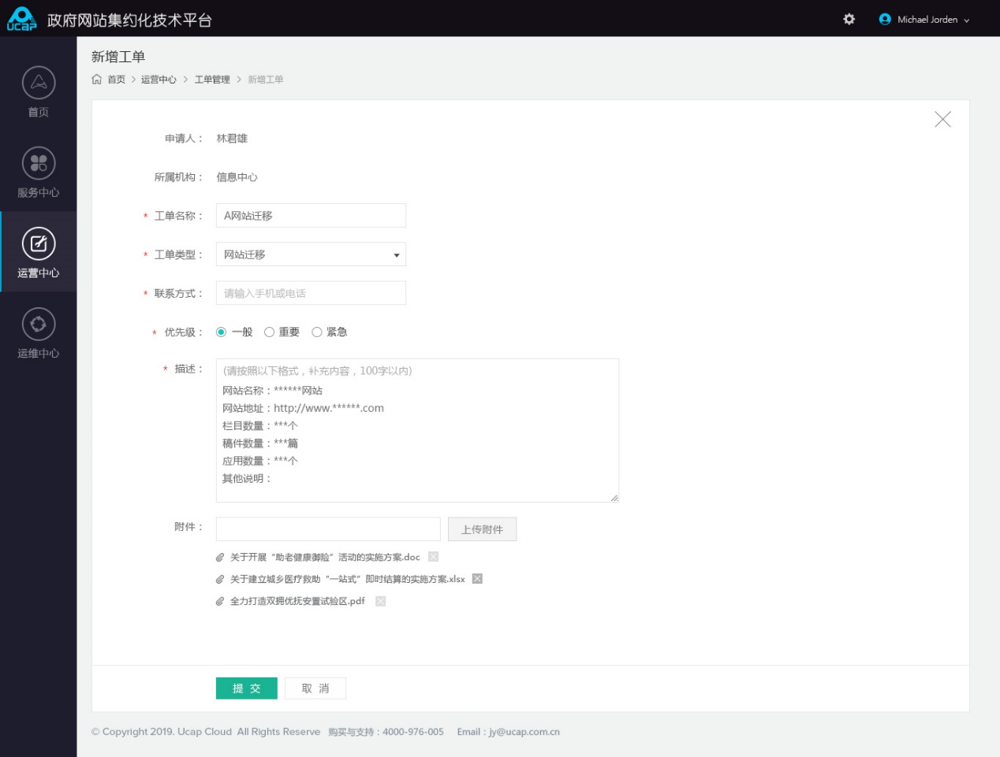 ucap 政府网站集约化技术平台 Michael Jorden
首页
服务中心
运营中心
运维中心
新增工单
首页 > 运营中心 > 工单管理 > 新增工单
申请人： 林君雄
所属机构： 信息中心
* 工单名称： A网站迁移
* 工单类型： 网站迁移
* 联系方式： 请输入手机或电话
* 优先级： 一般 重要 紧急
* 描述： (请按照以下格式，补充内容，100字以内)
网站名称：******网站
网站地址：http://www.******.com
栏目数量：***个
稿件数量：***篇
应用数量：***个
其他说明：
附件： 上传附件
关于开展“助老健康御险”活动的实施方案.doc
关于建立城乡医疗救助“一站式”即时结算的实施方案.xlsx
全力打造双拥优抚安置试验区.pdf
提 交 取 消
© Copyright 2019. Ucap Cloud All Rights Reserve 购买与支持：4000-976-005 Email：jy@ucap.com.cn